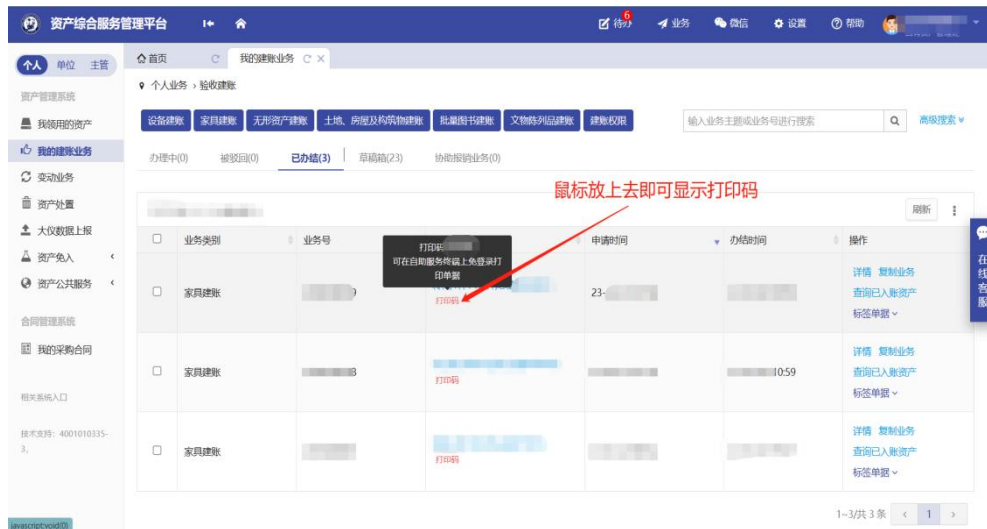 资产综合服务管理平台
待办
6
业务
微信
设置
帮助
个人 单位 主管
首页
我的建账业务
个人业务 > 验收建账
资产管理系统
我领用的资产
我的建账业务
变动业务
资产处置
大仪数据上报
资产免入
资产公共服务
合同管理系统
我的采购合同
相关系统入口
技术支持：4001010335-
3、
javascript:void(0)
设备建账 家具建账 无形资产建账 土地、房屋及构筑物建账 批量图书建账 文物陈列品建账 建账权限
输入业务主题或业务号进行搜索
高级搜索
办理中(0) 被驳回(0) 已办结(3) 草稿箱(23) 协助报销业务(0)
鼠标放上去即可显示打印码
刷新
业务类别 业务号 申请时间 办结时间 操作
打印码
可在自助服务终端上免登录打
印单据
家具建账 9 打印码 23-
详情 复制业务
查询已入账资产
标签单据
家具建账 3 打印码 10:59
详情 复制业务
查询已入账资产
标签单据
家具建账 打印码
详情 复制业务
查询已入账资产
标签单据
1-3/共 3 条 < 1 >
在线客服